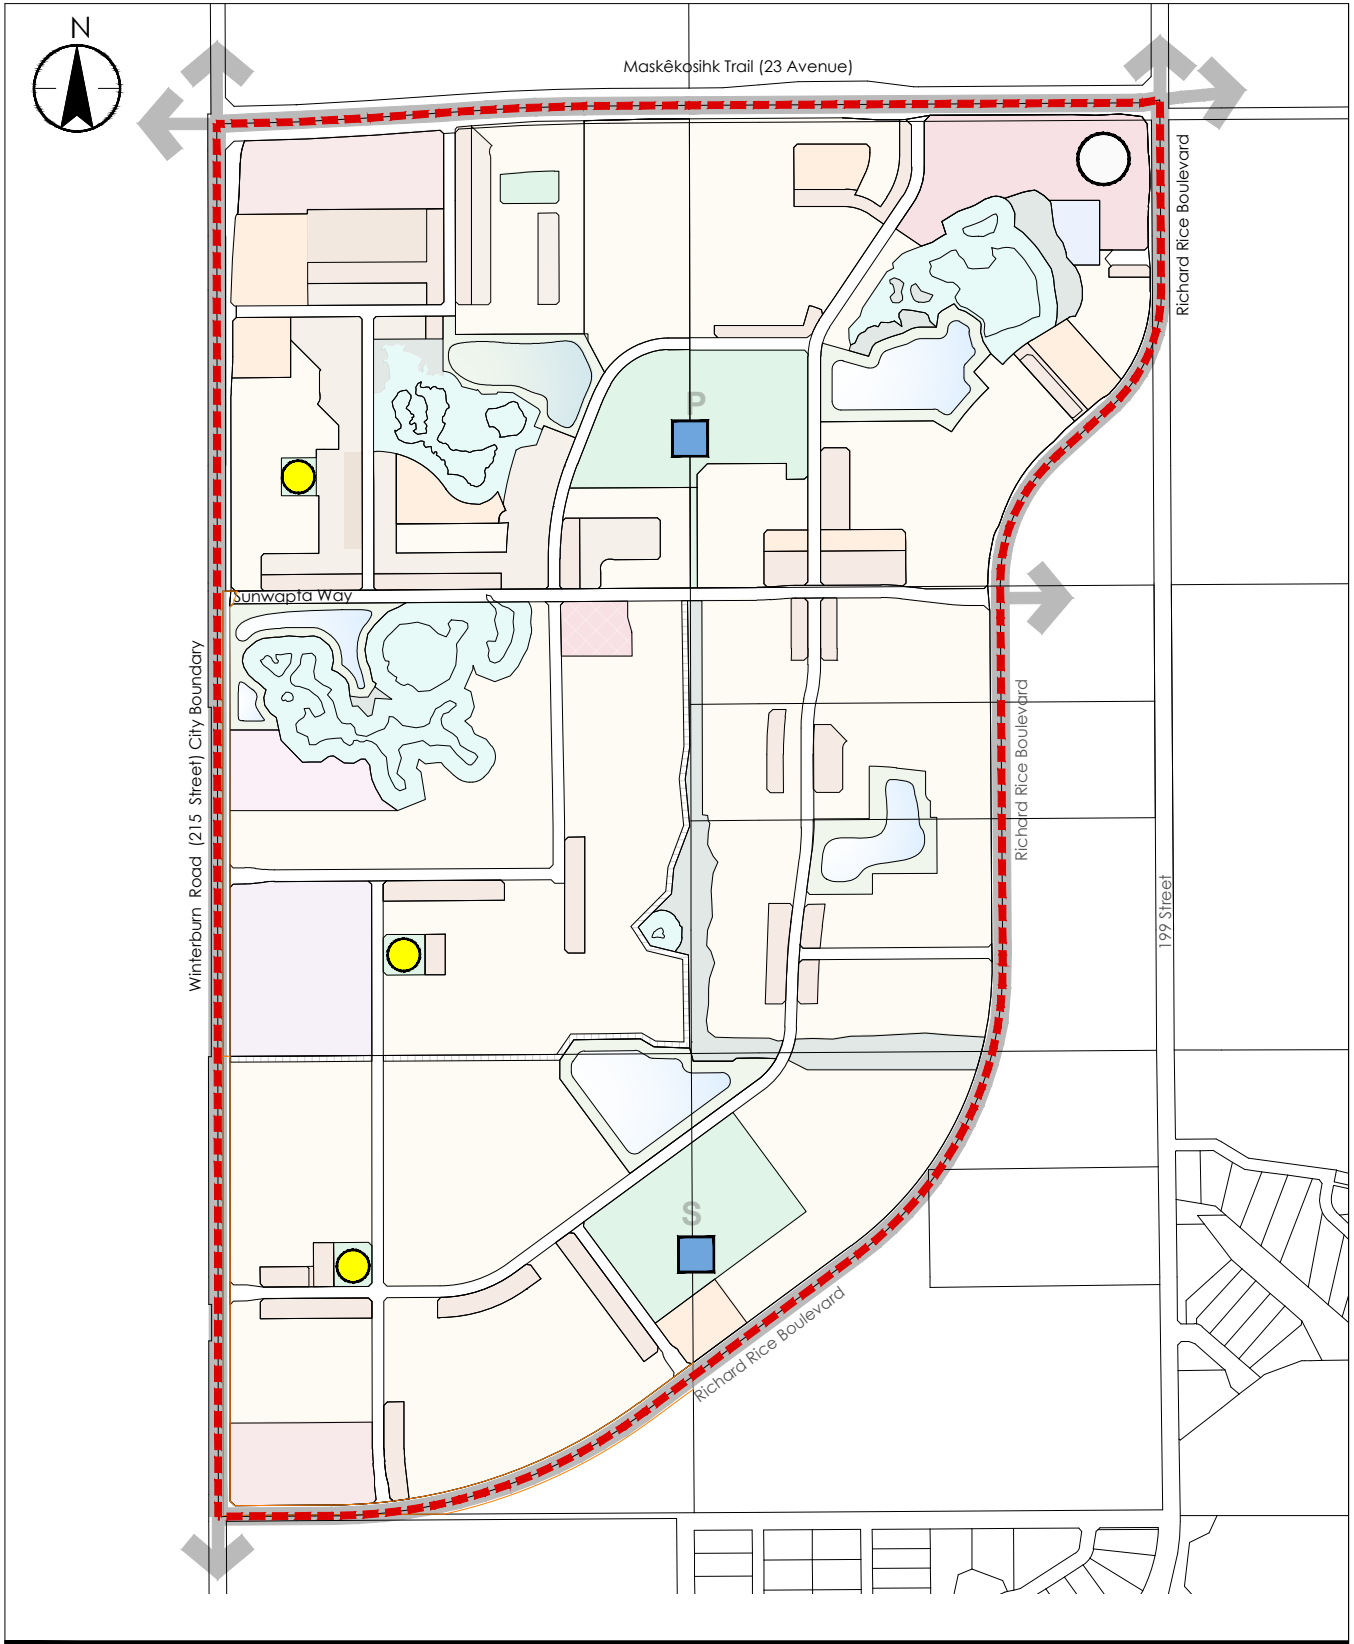 N
Maskêkosihk Trail (23 Avenue)
Richard Rice Boulevard
P
Sunwapta Way
Winterburn Road (215 Street) City Boundary
Richard Rice Boulevard
199 Street
S
Richard Rice Boulevard